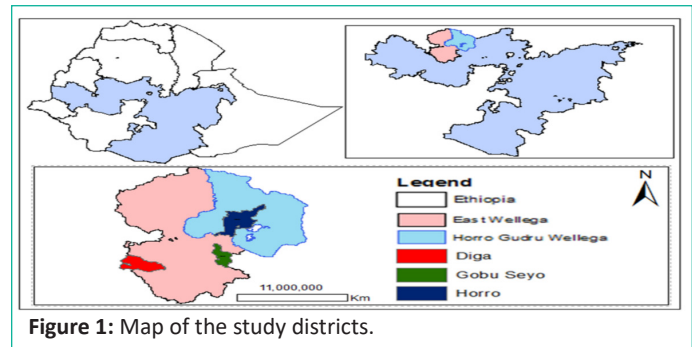 Legend
Ethiopia
East Wellega
Horro Gudru Wellega
Diga
Gobu Seyo
Horro
N
11,000,000
Km
Figure 1: Map of the study districts.